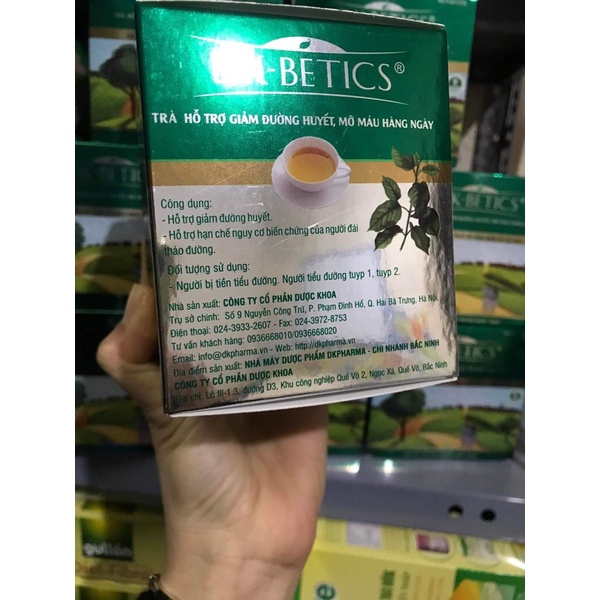 -BETICS®
TRÀ HỖ TRỢ GIẢM ĐƯỜNG HUYẾT, MỠ MÁU HÀNG NGÀY
Công dụng:
- Hỗ trợ giảm đường huyết.
- Hỗ trợ hạn chế nguy cơ biến chứng của người đái
tháo đường.
Đối tượng sử dụng:
- Người bị tiền tiểu đường. Người tiểu đường tuyp 1, tuyp 2.
Nhà sản xuất: CÔNG TY CỔ PHẦN DƯỢC KHOA
Trụ sở chính: Số 9 Nguyễn Công Trứ, P. Phạm Đình Hổ, Q. Hai Bà Trưng, Hà Nội.
Điện thoại: 024-3933-2607 - Fax: 024-3972-8753
Tư vấn khách hàng: 0936668010/0936668020
Email: info@dkpharma.vn - Web: http://dkpharma.vn
Địa điểm sản xuất: NHÀ MÁY DƯỢC PHẨM DKPHARMA - CHI NHÁNH BẮC NINH
CÔNG TY CỔ PHẦN DƯỢC KHOA
Địa chỉ: Lô III-1.3, đường D3, Khu công nghiệp Quế Võ 2, Ngọc Xá, Quế Võ, Bắc Ninh
K-BETICS
gullón